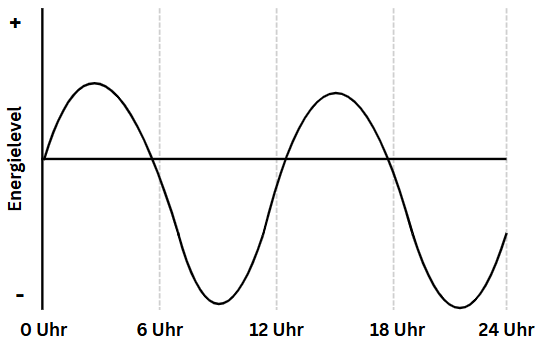 +
Energielevel
-
0 Uhr 6 Uhr 12 Uhr 18 Uhr 24 Uhr